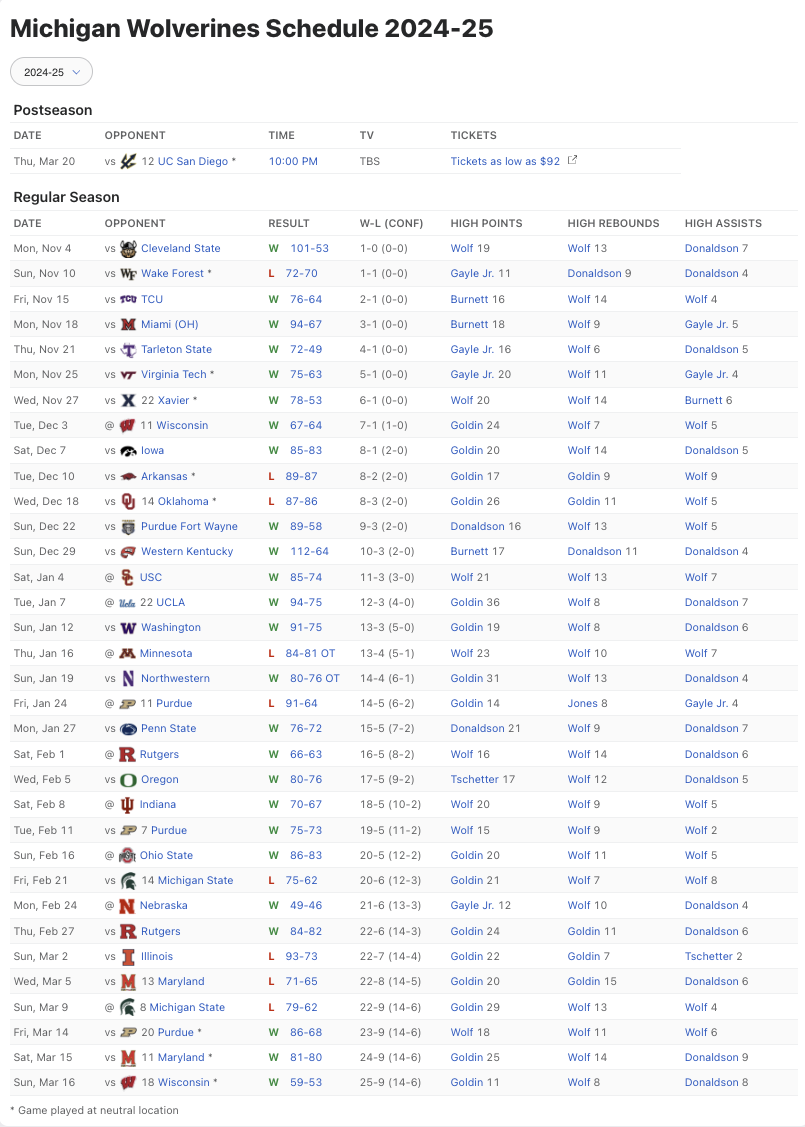 Michigan Wolverines Schedule 2024-25
2024-25
Postseason
DATE OPPONENT TIME TV TICKETS
Thu, Mar 20 vs 12 UC San Diego * 10:00 PM TBS Tickets as low as $92
Regular Season
DATE OPPONENT RESULT W-L (CONF) HIGH POINTS HIGH REBOUNDS HIGH ASSISTS
Mon, Nov 4 vs Cleveland State W 101-53 1-0 (0-0) Wolf 19 Wolf 13 Donaldson 7
Sun, Nov 10 vs WF Wake Forest * L 72-70 1-1 (0-0) Gayle Jr. 11 Donaldson 9 Donaldson 4
Fri, Nov 15 vs TCU TCU W 76-64 2-1 (0-0) Burnett 16 Wolf 14 Wolf 4
Mon, Nov 18 vs M Miami (OH) W 94-67 3-1 (0-0) Burnett 18 Wolf 9 Gayle Jr. 5
Thu, Nov 21 vs T Tarleton State W 72-49 4-1 (0-0) Gayle Jr. 16 Wolf 6 Donaldson 5
Mon, Nov 25 vs VT Virginia Tech * W 75-63 5-1 (0-0) Gayle Jr. 20 Wolf 11 Gayle Jr. 4
Wed, Nov 27 vs X 22 Xavier * W 78-53 6-1 (0-0) Wolf 20 Wolf 14 Burnett 6
Tue, Dec 3 @ W 11 Wisconsin W 67-64 7-1 (1-0) Goldin 24 Wolf 7 Wolf 5
Sat, Dec 7 vs Iowa W 85-83 8-1 (2-0) Goldin 20 Wolf 14 Donaldson 5
Tue, Dec 10 vs Arkansas * L 89-87 8-2 (2-0) Goldin 17 Goldin 9 Wolf 9
Wed, Dec 18 vs OU 14 Oklahoma * L 87-86 8-3 (2-0) Goldin 26 Goldin 11 Wolf 5
Sun, Dec 22 vs Purdue Fort Wayne W 89-58 9-3 (2-0) Donaldson 16 Wolf 13 Wolf 5
Sun, Dec 29 vs Western Kentucky W 112-64 10-3 (2-0) Burnett 17 Donaldson 11 Donaldson 4
Sat, Jan 4 @ SC USC W 85-74 11-3 (3-0) Wolf 21 Wolf 13 Wolf 7
Tue, Jan 7 @ Ucla 22 UCLA W 94-75 12-3 (4-0) Goldin 36 Wolf 8 Donaldson 7
Sun, Jan 12 vs W Washington W 91-75 13-3 (5-0) Goldin 19 Wolf 8 Donaldson 6
Thu, Jan 16 @ M Minnesota L 84-81 OT 13-4 (5-1) Wolf 23 Wolf 10 Wolf 7
Sun, Jan 19 vs N Northwestern W 80-76 OT 14-4 (6-1) Goldin 31 Wolf 13 Donaldson 4
Fri, Jan 24 @ P 11 Purdue L 91-64 14-5 (6-2) Goldin 14 Jones 8 Gayle Jr. 4
Mon, Jan 27 vs Penn State W 76-72 15-5 (7-2) Donaldson 21 Wolf 9 Donaldson 7
Sat, Feb 1 @ R Rutgers W 66-63 16-5 (8-2) Wolf 16 Wolf 14 Donaldson 6
Wed, Feb 5 vs O Oregon W 80-76 17-5 (9-2) Tschetter 17 Wolf 12 Donaldson 5
Sat, Feb 8 @ Indiana W 70-67 18-5 (10-2) Wolf 20 Wolf 9 Wolf 5
Tue, Feb 11 vs P 7 Purdue W 75-73 19-5 (11-2) Wolf 15 Wolf 9 Wolf 2
Sun, Feb 16 @ Ohio State W 86-83 20-5 (12-2) Goldin 20 Wolf 11 Wolf 5
Fri, Feb 21 vs 14 Michigan State L 75-62 20-6 (12-3) Goldin 21 Wolf 7 Wolf 8
Mon, Feb 24 @ N Nebraska W 49-46 21-6 (13-3) Gayle Jr. 12 Wolf 10 Donaldson 4
Thu, Feb 27 vs R Rutgers W 84-82 22-6 (14-3) Goldin 24 Goldin 11 Donaldson 6
Sun, Mar 2 vs I Illinois L 93-73 22-7 (14-4) Goldin 22 Goldin 7 Tschetter 2
Wed, Mar 5 vs M 13 Maryland L 71-65 22-8 (14-5) Goldin 20 Goldin 15 Donaldson 6
Sun, Mar 9 @ 8 Michigan State L 79-62 22-9 (14-6) Goldin 29 Wolf 13 Wolf 4
Fri, Mar 14 vs P 20 Purdue * W 86-68 23-9 (14-6) Wolf 18 Wolf 11 Wolf 6
Sat, Mar 15 vs M 11 Maryland * W 81-80 24-9 (14-6) Goldin 25 Wolf 14 Donaldson 9
Sun, Mar 16 vs W 18 Wisconsin * W 59-53 25-9 (14-6) Goldin 11 Wolf 8 Donaldson 8
* Game played at neutral location